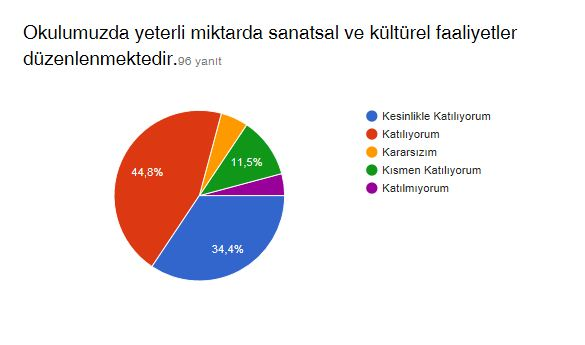 Okulumuzda yeterli miktarda sanatsal ve kültürel faaliyetler
düzenlenmektedir.96 yanıt
Kesinlikle Katılıyorum
Katılıyorum
Kararsızım
Kısmen Katılıyorum
Katılmıyorum
44,8%
11,5%
34,4%